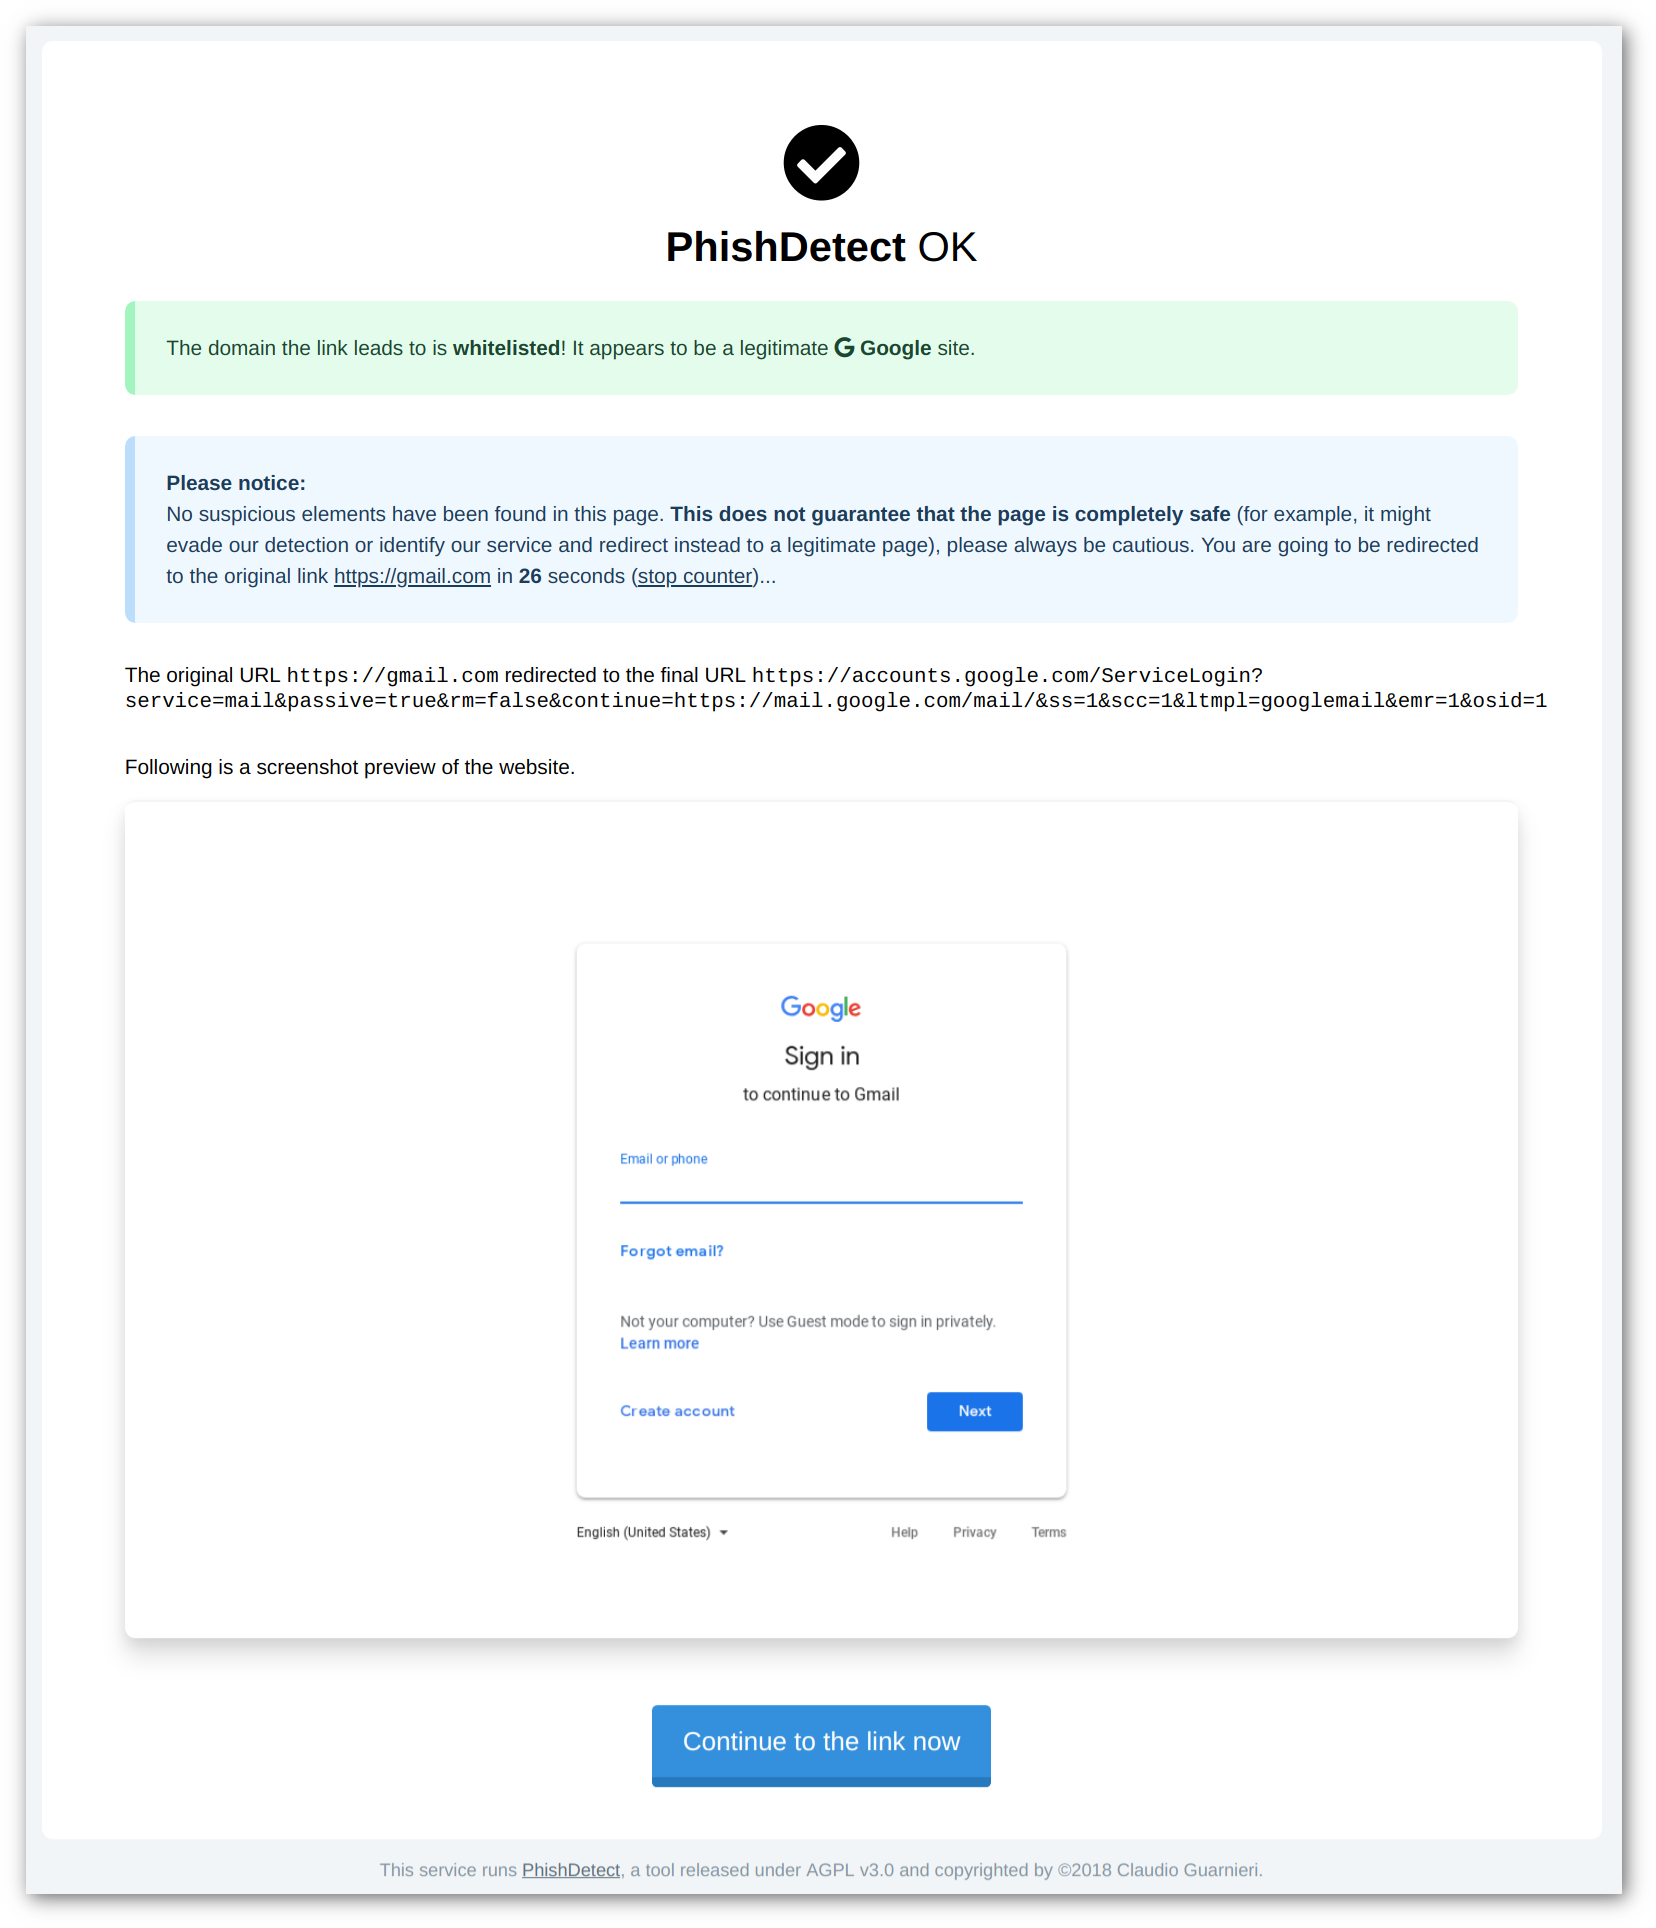 PhishDetect OK
The domain the link leads to is whitelisted! It appears to be a legitimate Google site.
Please notice:
No suspicious elements have been found in this page. This does not guarantee that the page is completely safe (for example, it might
evade our detection or identify our service and redirect instead to a legitimate page), please always be cautious. You are going to be redirected
to the original link https://gmail.com in 26 seconds (stop counter)...
The original URL https://gmail.com redirected to the final URL https://accounts.google.com/ServiceLogin?
service=mail&passive=true&rm=false&continue=https://mail.google.com/mail/&ss=1&scc=1&ltmpl=googlemail&emr=1&osid=1
Following is a screenshot preview of the website.
Google
Sign in
to continue to Gmail
Email or phone
Forgot email?
Not your computer? Use Guest mode to sign in privately.
Learn more
Create account Next
English (United States) Help Privacy Terms
Continue to the link now
This service runs PhishDetect, a tool released under AGPL v3.0 and copyrighted by ©2018 Claudio Guarnieri.